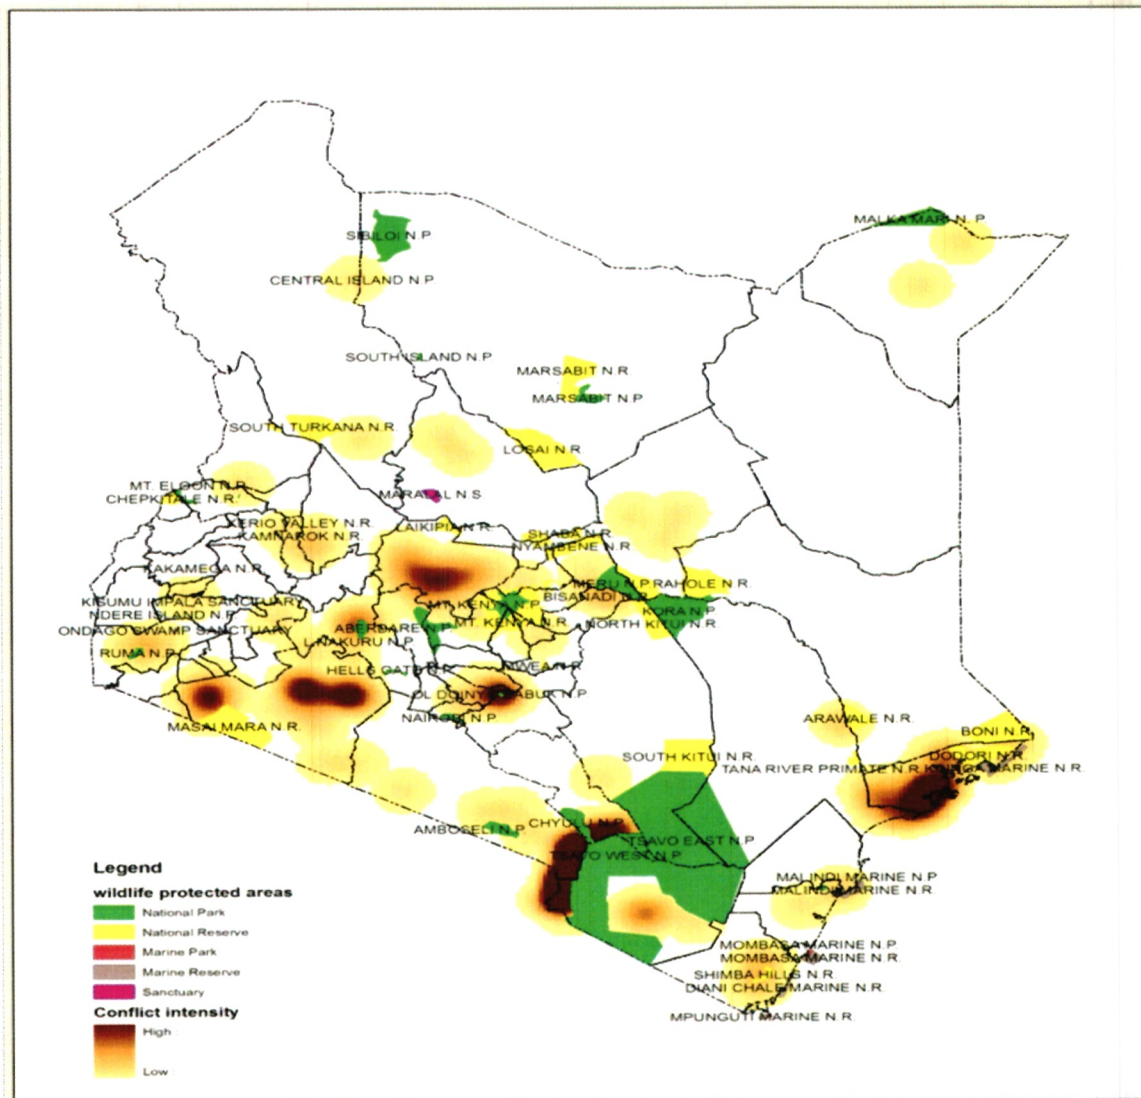 MALKA MARI N. P
SIBILOI N.P
CENTRAL ISLAND N.P.
SOUTH ISLAND N.P
MARSABIT N.R.
MARSABIT N.P
SOUTH TURKANA N.R.
LOSAI N.R.
MT. ELGON N.P.
CHEPKITALE N.R.
MARALAL N.S
KERIO VALLEY N.R.
LAIKIPIA N.R.
KAMNAROK N.R.
SHABA N.R.
NYAMBENE N.R.
KAKAMEGA N.R.
MERU N.P.
RAHOLE N.R.
BISANADI N.R.
KISUMU IMPALA SANCTUARY
MT. KENYA N.P.
NDERE ISLAND N.P.
KORA N.P.
MT. KENYA N.R.
NORTH KITUI N.R.
ONDAGO SWAMP SANCTUARY
ABERDARE N.P.
L.NAKURU N.P.
RUMA N.P.
HELLS GATE N.P.
MWEA N.R.
OL DOINYO SABUK N.P
NAIROBI N.P.
MASAI MARA N.R.
ARAWALE N.R.
BONI N.R.
SOUTH KITUI N.R.
DODORI N.R.
TANA RIVER PRIMATE N.R.
KIUNGA MARINE N.R.
AMBOSELI N.P.
CHYULU N.P.
TSAVO EAST N.P.
TSAVO WEST N.P.
MALINDI MARINE N.P
MALINDI MARINE N.R.
MOMBASA MARINE N.P.
MOMBASA MARINE N.R.
SHIMBA HILLS N.R.
DIANI CHALE MARINE N.R.
MPUNGUTI MARINE N.R.
Legend
wildlife protected areas
National Park
National Reserve
Marine Park
Marine Reserve
Sanctuary
Conflict intensity
High :
Low :